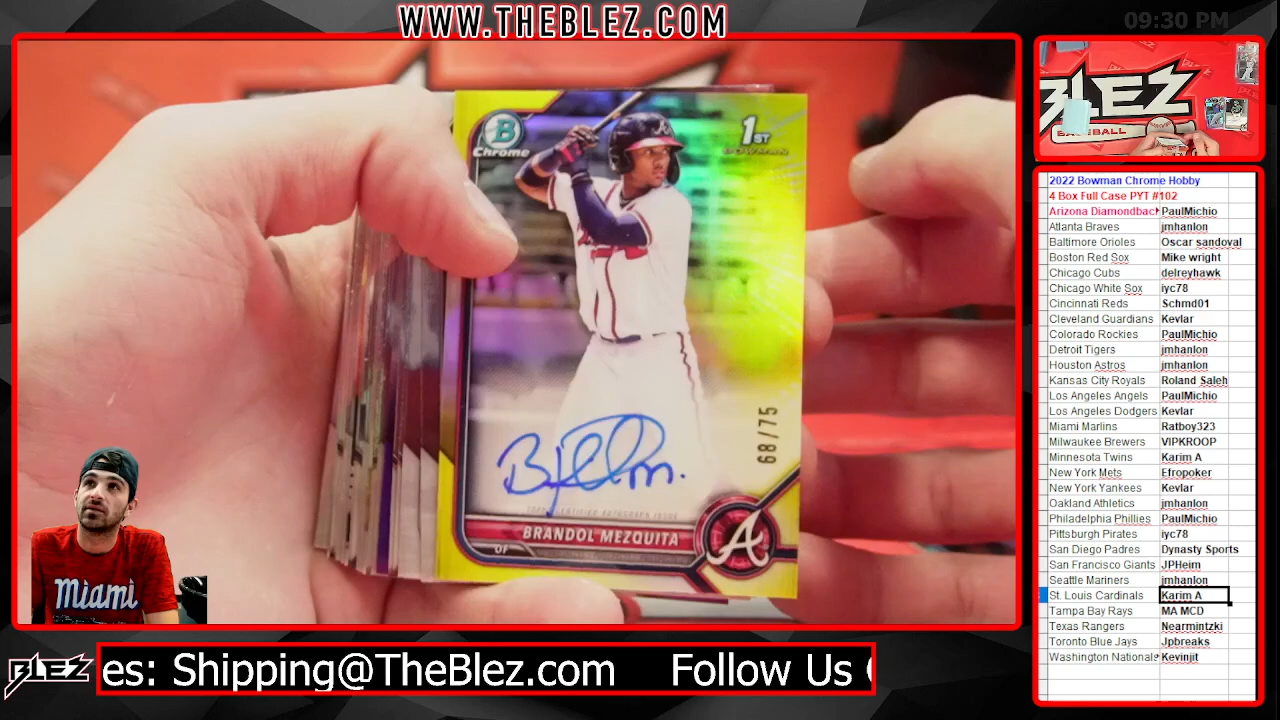 WWW.THEBLEZ.COM
09:30 PM
B
Chrome
1ST
BOWMAN
68/75
TOPPS CERTIFIED AUTOGRAPH ISSUE
BRANDOL MEZQUITA
OF
A
Miami
BLEZ
BASEBALL
2022 Bowman Chrome Hobby
4 Box Full Case PYT #102
Arizona Diamondback PaulMichio
Atlanta Braves jmhanlon
Baltimore Orioles Oscar sandoval
Boston Red Sox Mike wright
Chicago Cubs delreyhawk
Chicago White Sox iyc78
Cincinnati Reds Schmd01
Cleveland Guardians Kevlar
Colorado Rockies PaulMichio
Detroit Tigers jmhanlon
Houston Astros jmhanlon
Kansas City Royals Roland Saleh
Los Angeles Angels PaulMichio
Los Angeles Dodgers Kevlar
Miami Marlins Ratboy323
Milwaukee Brewers VIPKROOP
Minnesota Twins Karim A
New York Mets Efropoker
New York Yankees Kevlar
Oakland Athletics jmhanlon
Philadelphia Phillies PaulMichio
Pittsburgh Pirates iyc78
San Diego Padres Dynasty Sports
San Francisco Giants JPHeim
Seattle Mariners jmhanlon
St. Louis Cardinals Karim A
Tampa Bay Rays MA MCD
Texas Rangers Nearmintzki
Toronto Blue Jays Jpbreaks
Washington Nationals Kevinjit
BLEZ
es: Shipping@TheBlez.com Follow Us